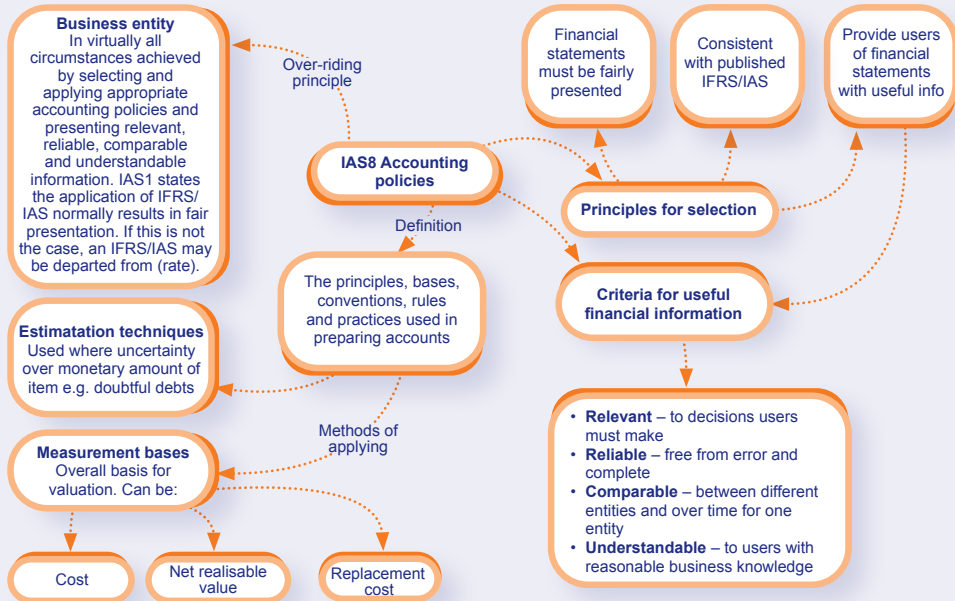 Business entity
In virtually all
circumstances achieved
by selecting and
applying appropriate
accounting policies and
presenting relevant,
reliable, comparable
and understandable
information. IAS1 states
the application of IFRS/
IAS normally results in fair
presentation. If this is not
the case, an IFRS/IAS may
be departed from (rate).
Over-riding
principle
Financial
statements
must be fairly
presented
Consistent
with published
IFRS/IAS
Provide users
of financial
statements
with useful info
IAS8 Accounting
policies
Principles for selection
Definition
The principles, bases,
conventions, rules
and practices used in
preparing accounts
Criteria for useful
financial information
Estimatation techniques
Used where uncertainty
over monetary amount of
item e.g. doubtful debts
Methods of
applying
Measurement bases
Overall basis for
valuation. Can be:
Cost
Net realisable
value
Replacement
cost
• Relevant – to decisions users
must make
• Reliable – free from error and
complete
• Comparable – between different
entities and over time for one
entity
• Understandable – to users with
reasonable business knowledge